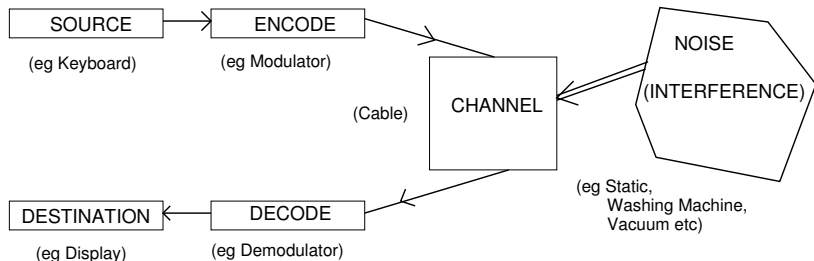 SOURCE
ENCODE
(eg Keyboard)
(eg Modulator)
NOISE
(INTERFERENCE)
(Cable)
CHANNEL
(eg Static,
Washing Machine,
Vacuum etc)
DESTINATION
DECODE
(eg Display)
(eg Demodulator)